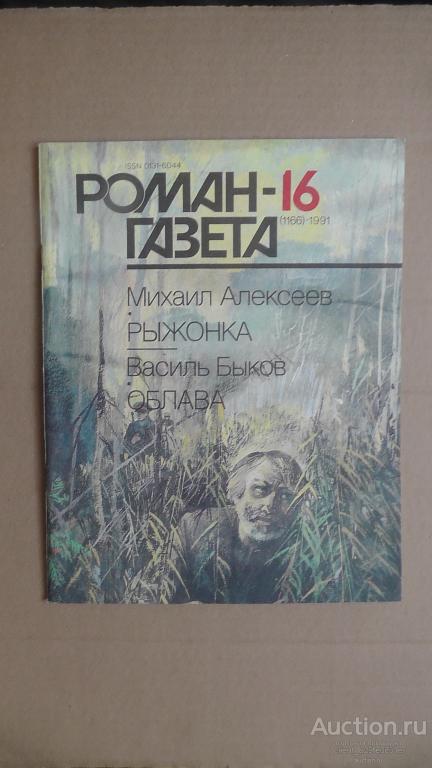 ISSN 0131-6044
РОМАН-16
ГАЗЕТА (1166)·1991
Михаил Алексеев
РЫЖОНКА
Василь Быков
ОБЛАВА
Auction.ru